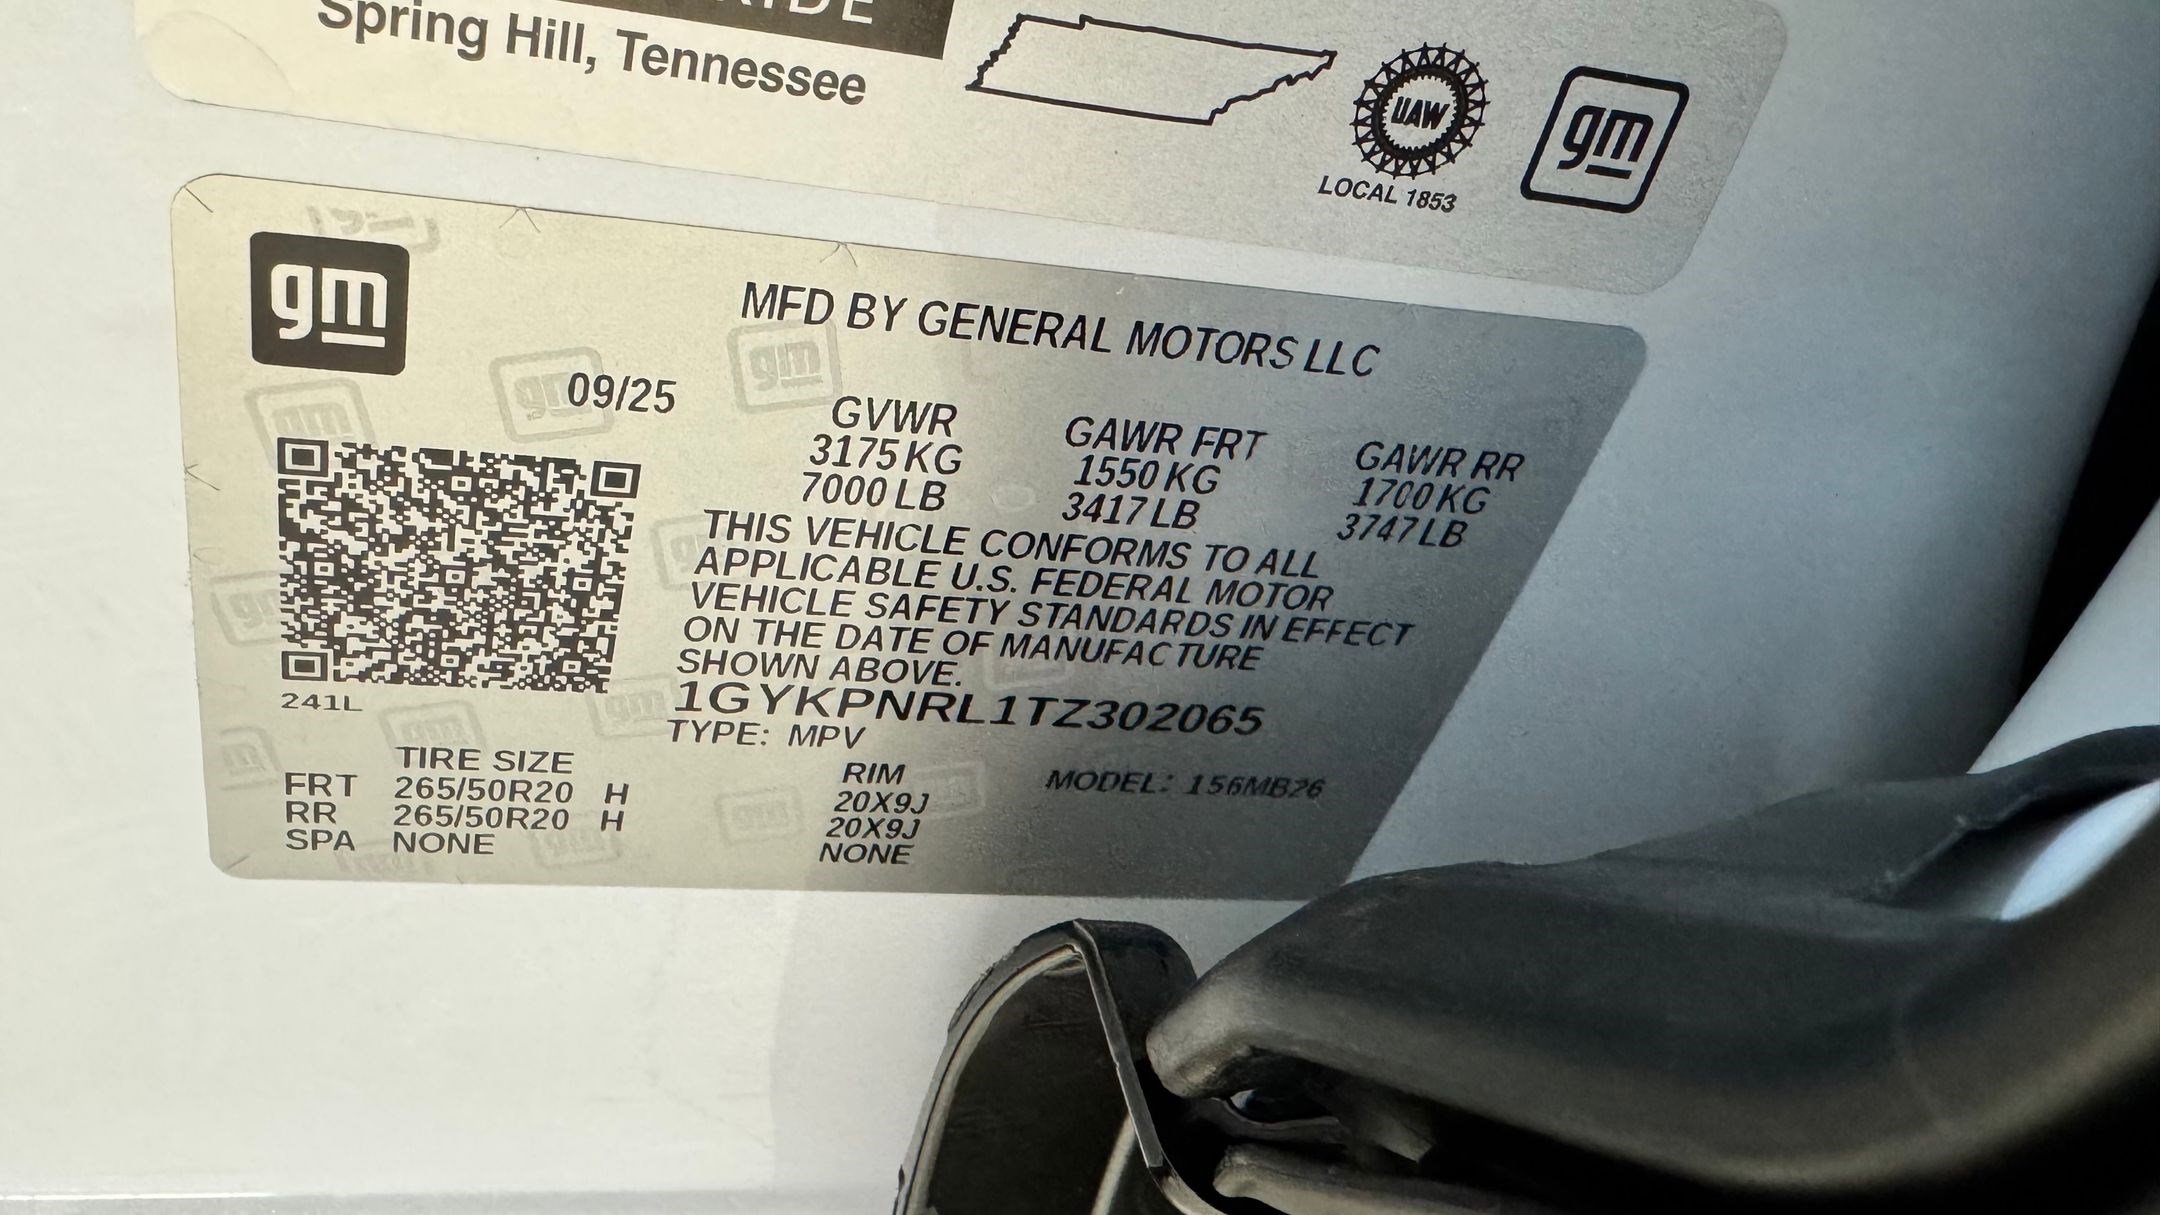 Spring Hill, Tennessee
UAW
LOCAL 1853
gm
gm
MFD BY GENERAL MOTORS LLC
09/25
GVWR GAWR FRT GAWR RR
3175 KG 1550 KG 1700 KG
7000 LB 3417 LB 3747 LB
THIS VEHICLE CONFORMS TO ALL
APPLICABLE U.S. FEDERAL MOTOR
VEHICLE SAFETY STANDARDS IN EFFECT
ON THE DATE OF MANUFACTURE
SHOWN ABOVE.
241L
1GYKPNRL1TZ302065
TYPE: MPV
TIRE SIZE RIM MODEL: 156MB26
FRT 265/50R20 H 20X9J
RR 265/50R20 H 20X9J
SPA NONE NONE